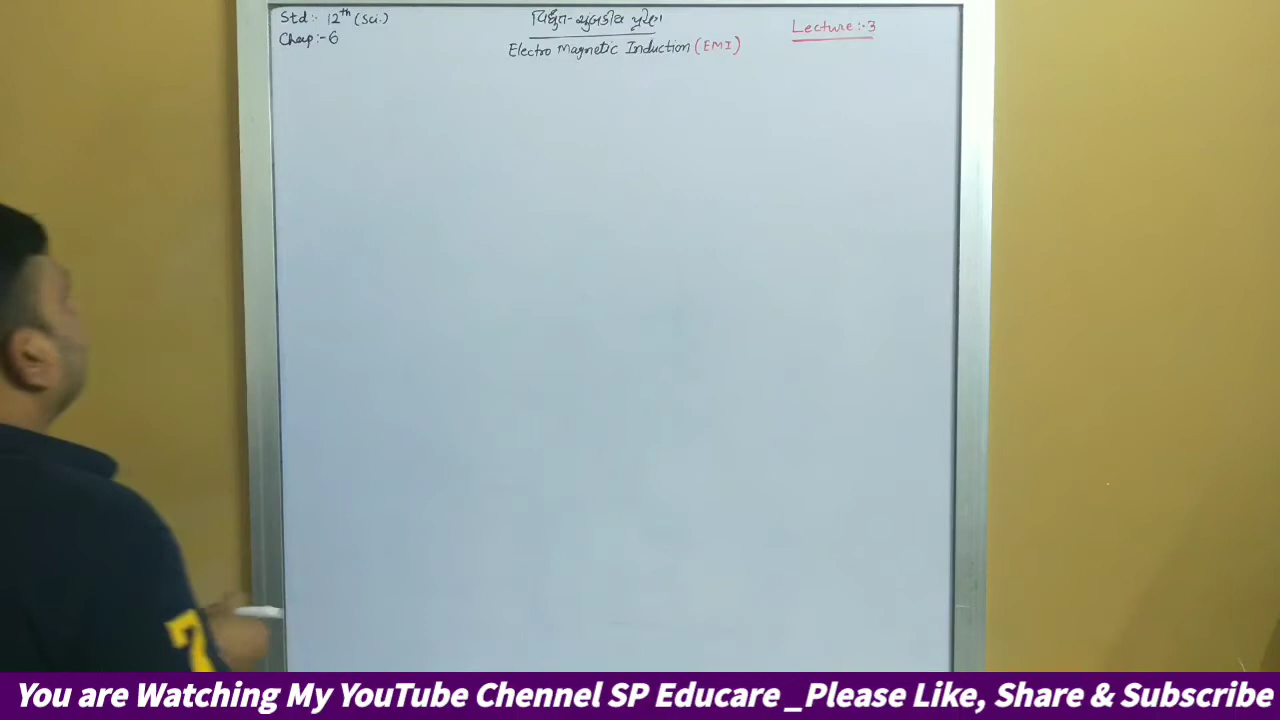 Std :- 12th (Sci.)
Chap :- 6
વિદ્યુત-ચુંબકીય પ્રેરણ
Electro Magnetic Induction (EMI)
Lecture :- 3
7
You are Watching My YouTube Chennel SP Educare _Please Like, Share & Subscribe